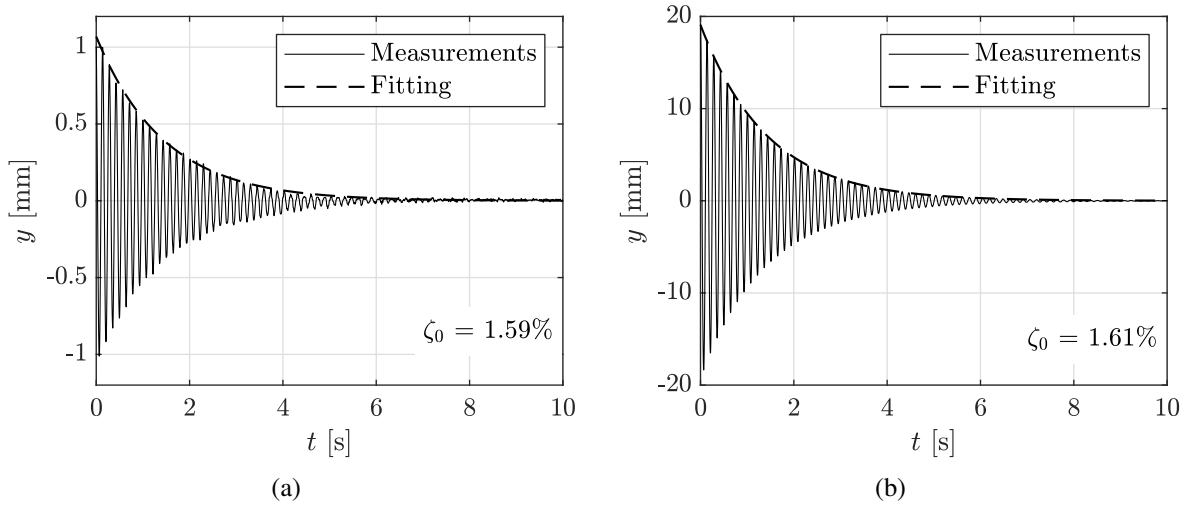 Measurements
Fitting
1
0.5
0
-0.5
-1
y [mm]
ζ₀ = 1.59%
0 2 4 6 8 10
t [s]
(a)
Measurements
Fitting
20
10
0
-10
-20
y [mm]
ζ₀ = 1.61%
0 2 4 6 8 10
t [s]
(b)